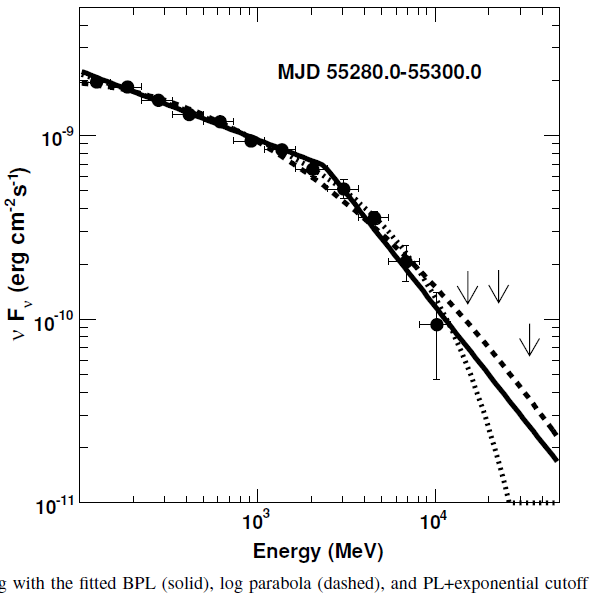 MJD 55280.0-55300.0
10⁻⁹
10⁻¹⁰
10⁻¹¹
ν Fν (erg cm⁻²s⁻¹)
10³
10⁴
Energy (MeV)
g with the fitted BPL (solid), log parabola (dashed), and PL+exponential cutoff